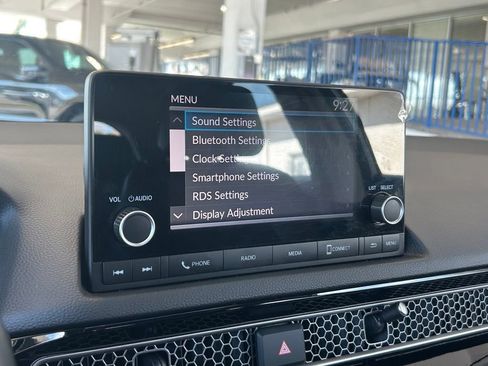 MENU 9:27
Sound Settings
Bluetooth Settings
Clock Settings
Smartphone Settings
RDS Settings
Display Adjustment
VOL AUDIO
LIST SELECT
PHONE RADIO MEDIA CONNECT MENU